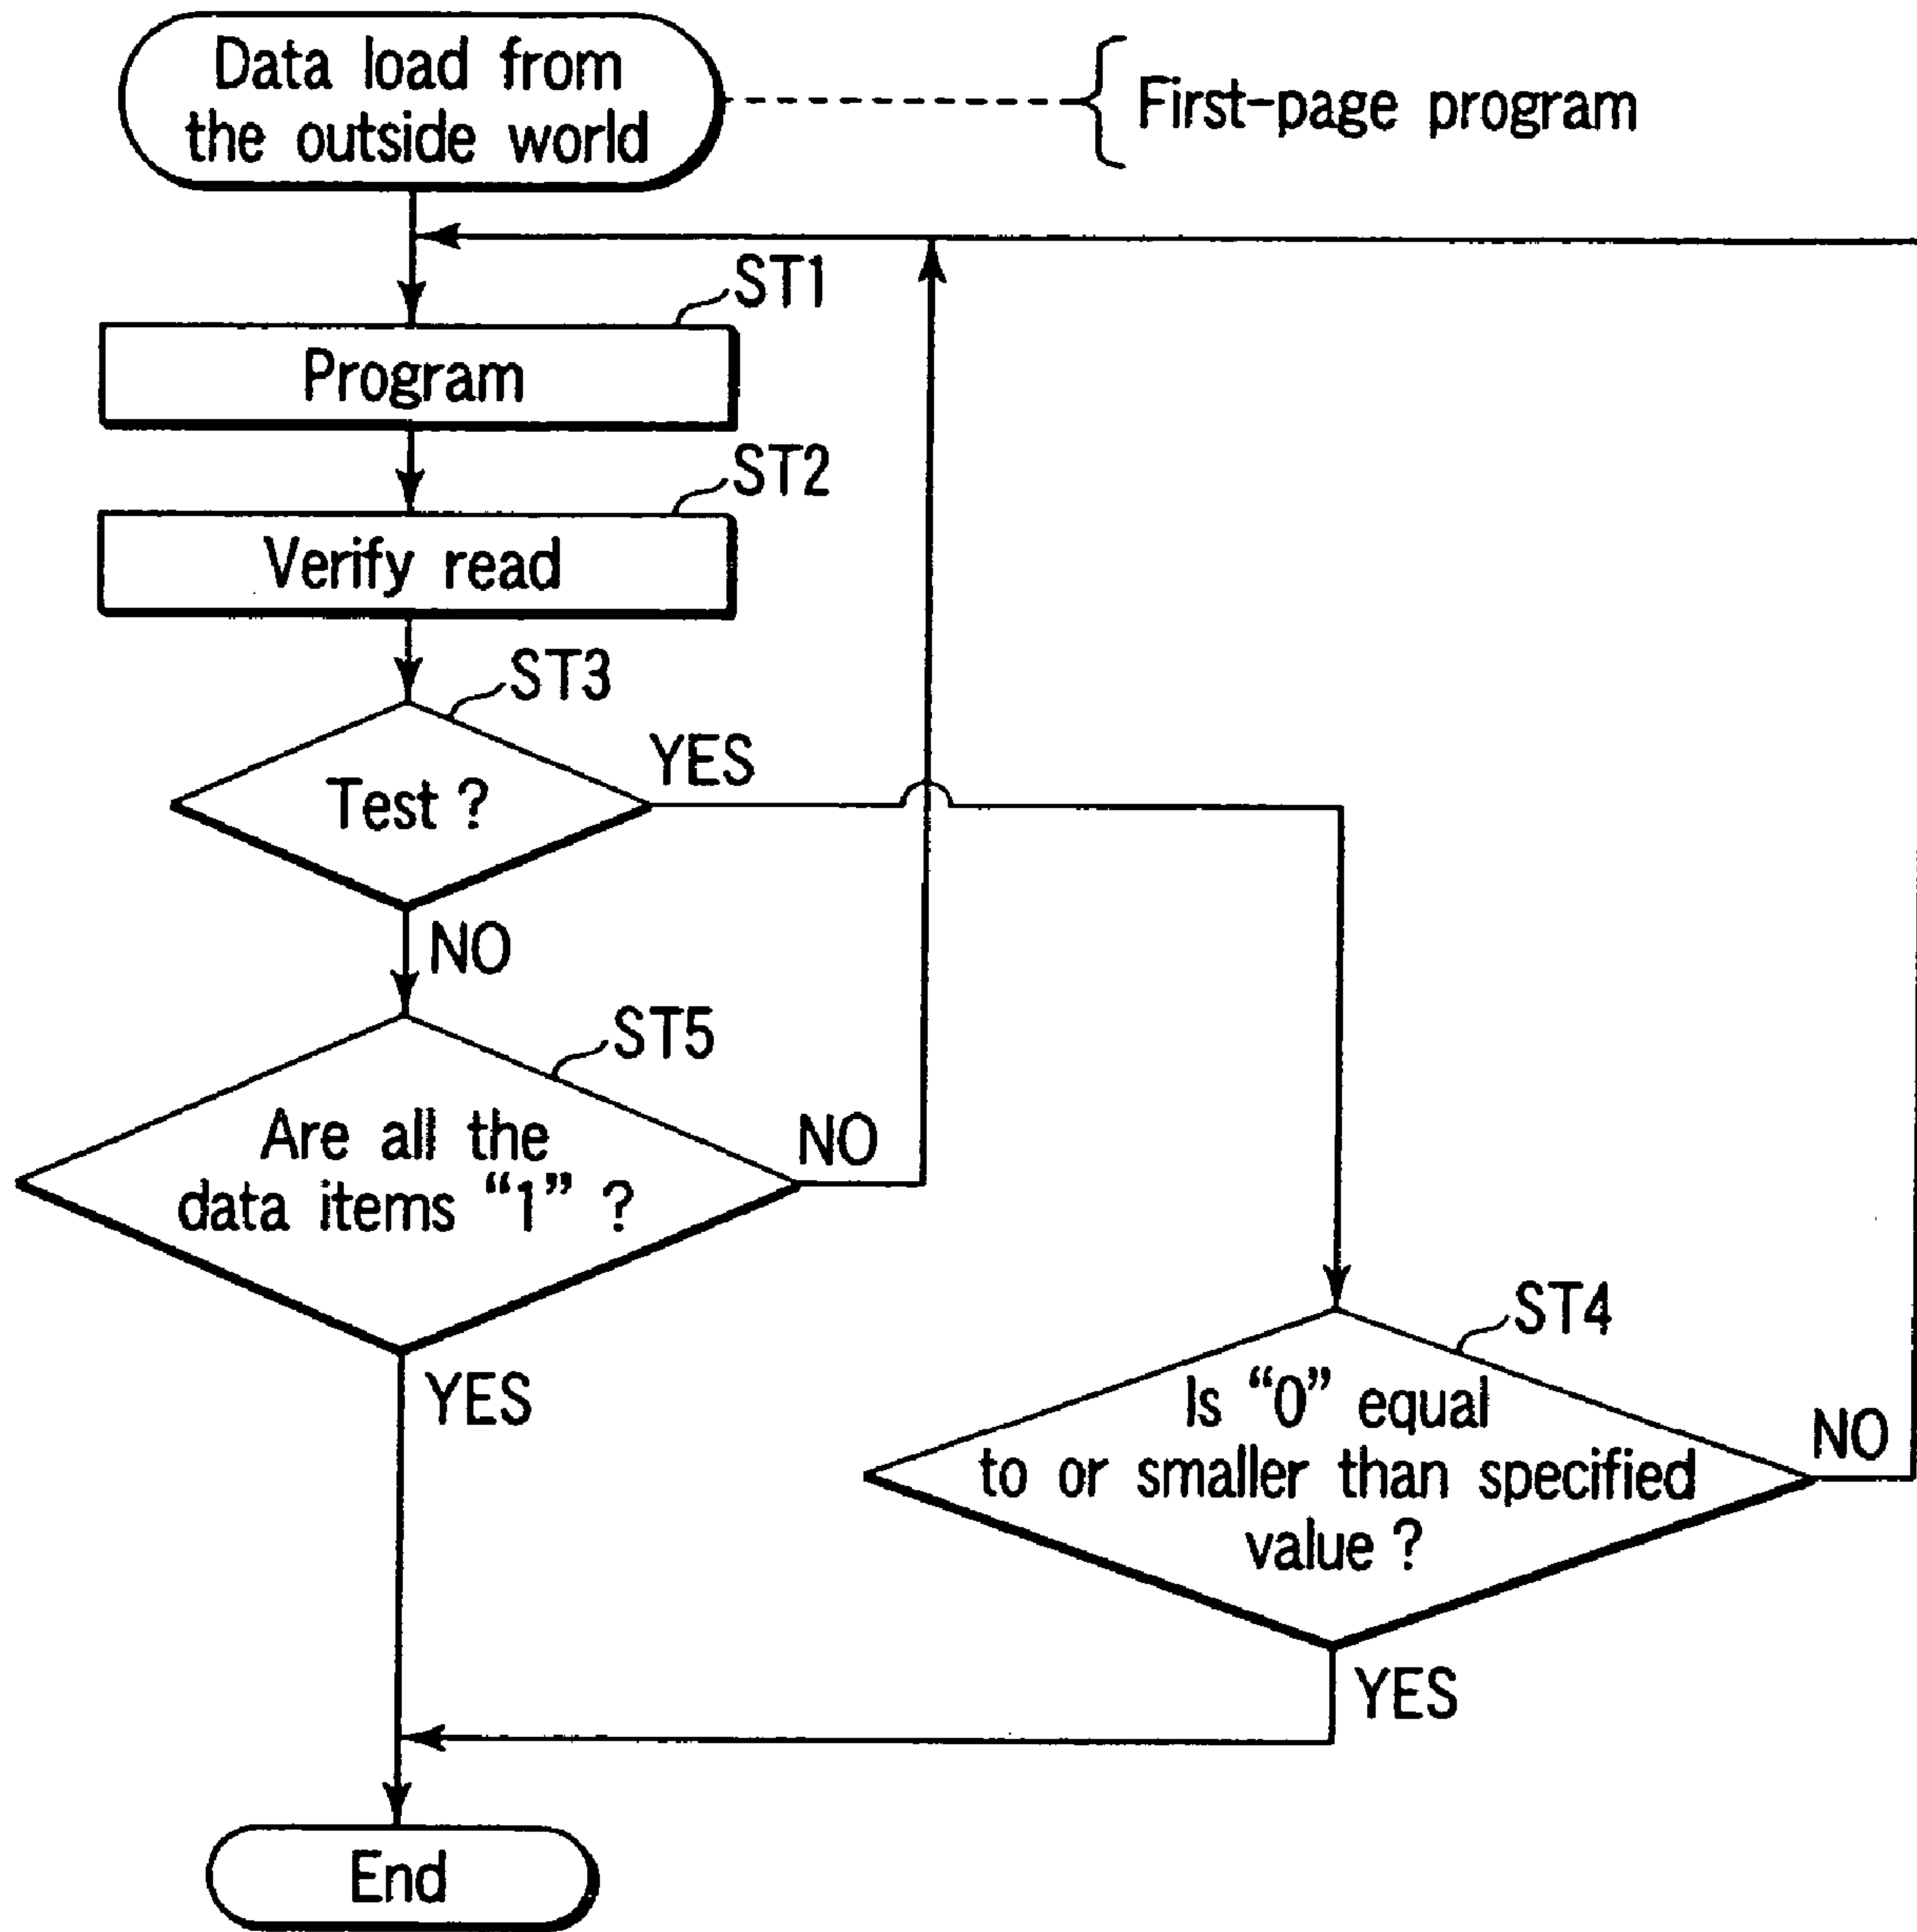 Data load from
the outside world
First-page program
ST1
Program
ST2
Verify read
ST3
Test ?
YES
NO
ST5
Are all the
data items “1” ?
NO
YES
ST4
Is “0” equal
to or smaller than specified
value ?
NO
YES
End